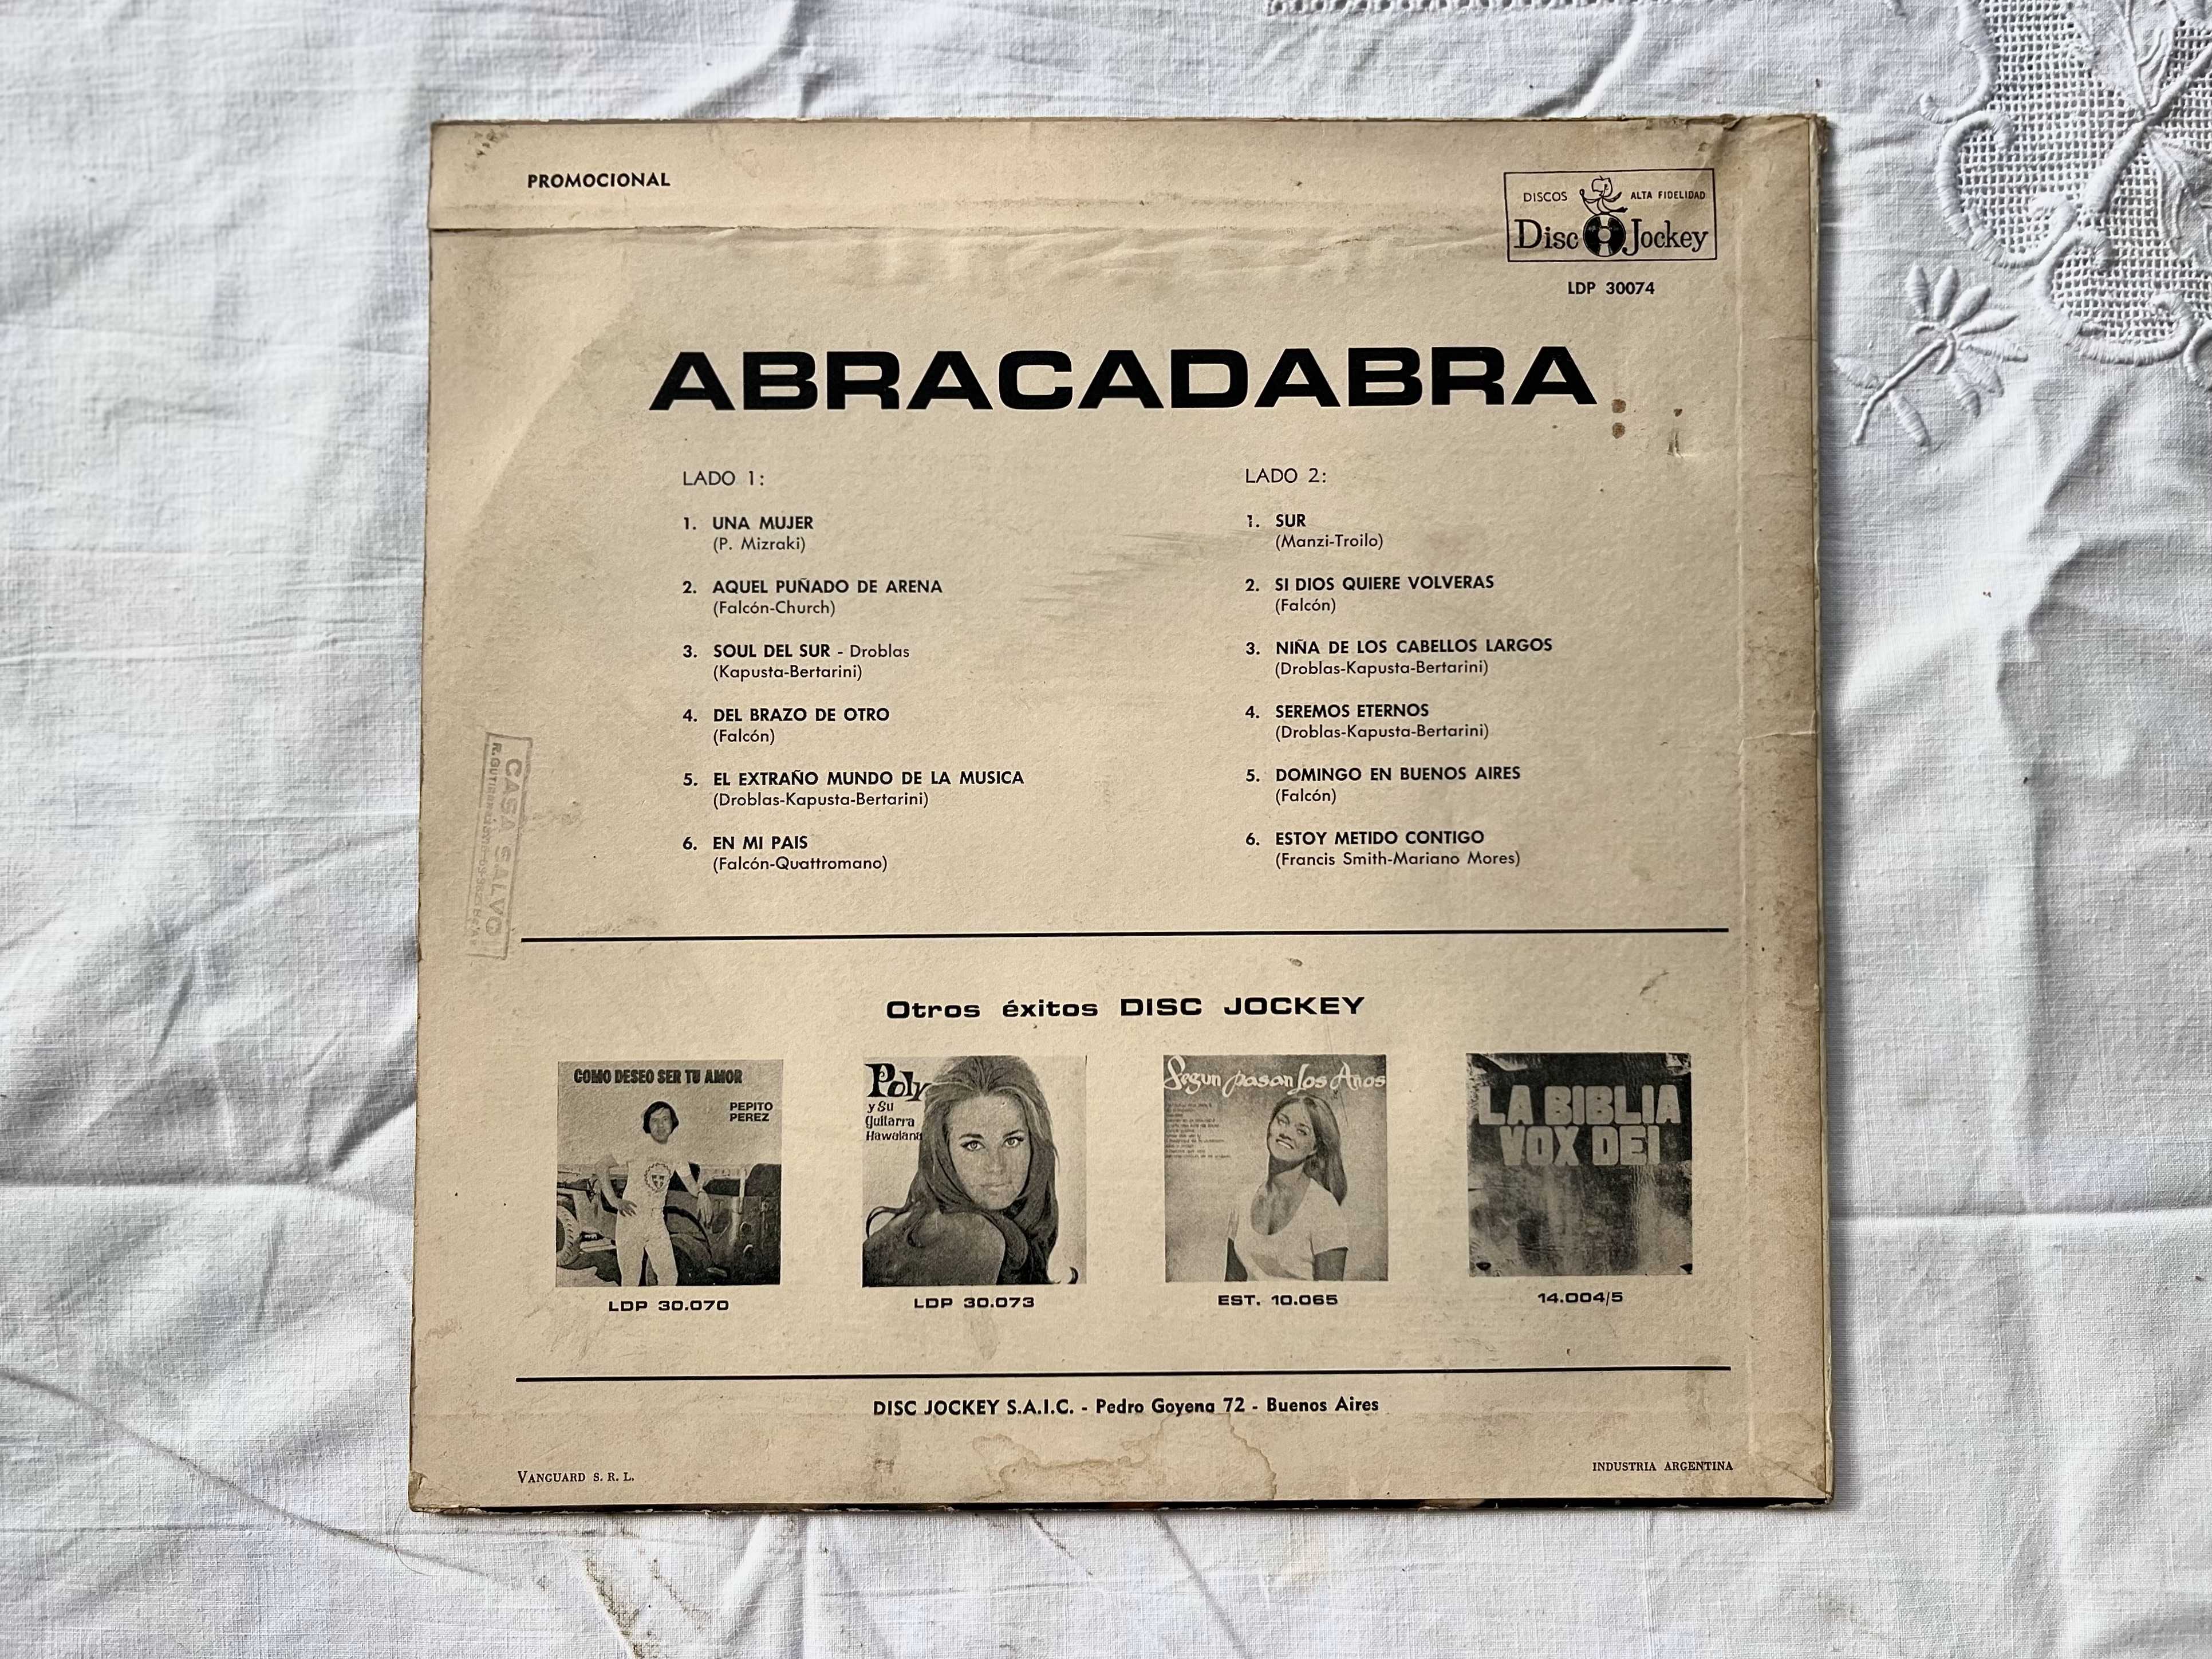 PROMOCIONAL
DISCOS ALTA FIDELIDAD
Disc Jockey
LDP 30074
ABRACADABRA
LADO 1:
1. UNA MUJER
(P. Mizraki)
2. AQUEL PUÑADO DE ARENA
(Falcón-Church)
3. SOUL DEL SUR - Droblas
(Kapusta-Bertarini)
4. DEL BRAZO DE OTRO
(Falcón)
5. EL EXTRAÑO MUNDO DE LA MUSICA
(Droblas-Kapusta-Bertarini)
6. EN MI PAIS
(Falcón-Quattromano)
LADO 2:
1. SUR
(Manzi-Troilo)
2. SI DIOS QUIERE VOLVERAS
(Falcón)
3. NIÑA DE LOS CABELLOS LARGOS
(Droblas-Kapusta-Bertarini)
4. SEREMOS ETERNOS
(Droblas-Kapusta-Bertarini)
5. DOMINGO EN BUENOS AIRES
(Falcón)
6. ESTOY METIDO CONTIGO
(Francis Smith-Mariano Mores)
CASA SALVO
Otros éxitos DISC JOCKEY
COMO DESEO SER TU AMOR
PEPITO
PEREZ
LDP 30.070
Poly
y Su
Guitarra
Hawaiana
LDP 30.073
Segun pasan los Años
EST. 10.065
LA BIBLIA
VOX DEI
14.004/5
DISC JOCKEY S.A.I.C. - Pedro Goyena 72 - Buenos Aires
VANGUARD S. R. L.
INDUSTRIA ARGENTINA